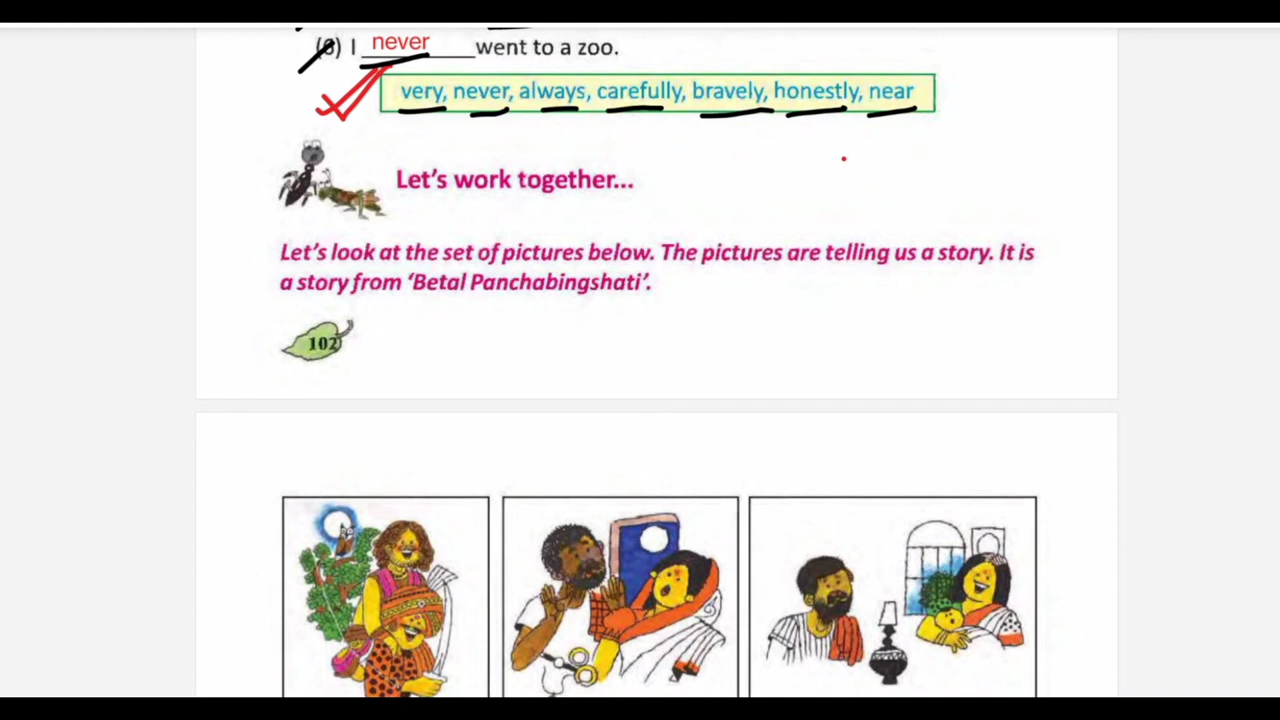 (8) I never went to a zoo.
very, never, always, carefully, bravely, honestly, near
Let's work together...
Let's look at the set of pictures below. The pictures are telling us a story. It is
a story from 'Betal Panchabingshati'.
102